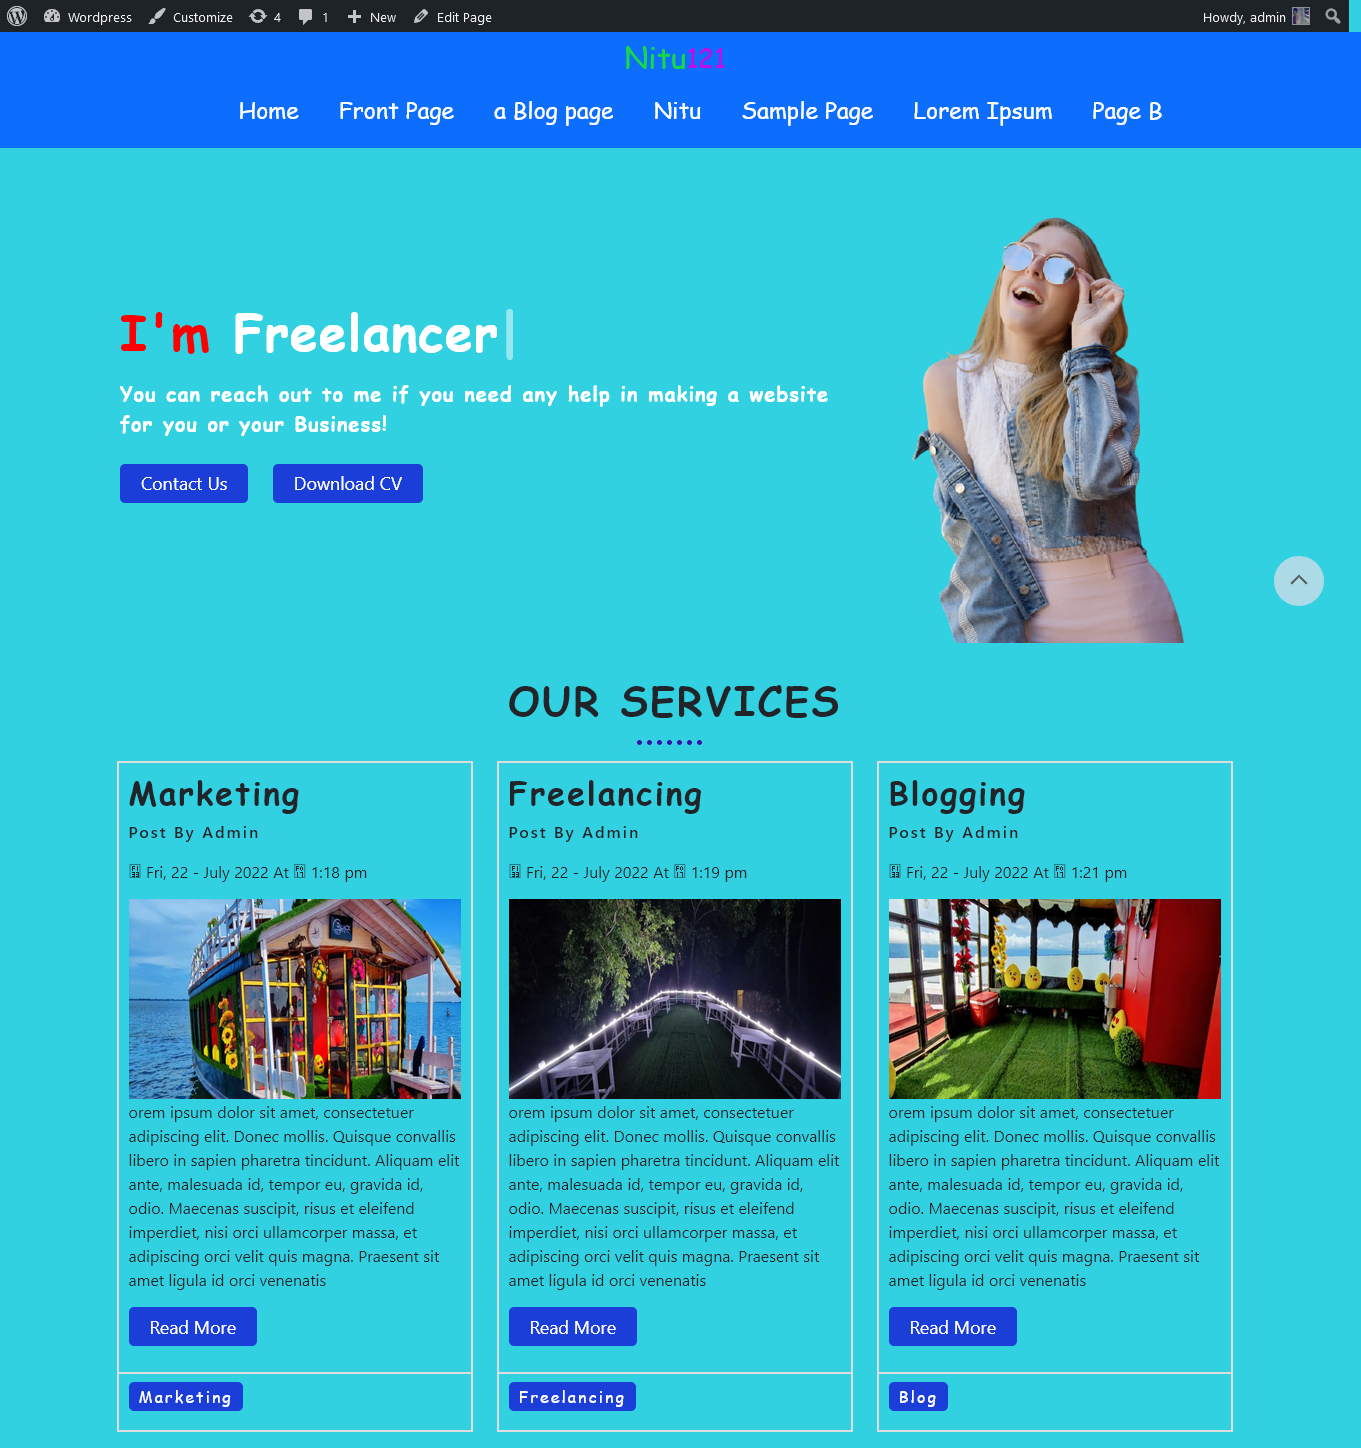 Wordpress Customize 4 1 New Edit Page Howdy, admin
Nitu121
Home Front Page a Blog page Nitu Sample Page Lorem Ipsum Page B
I'm Freelancer
You can reach out to me if you need any help in making a website
for you or your Business!
Contact Us Download CV
OUR SERVICES
Marketing
Post By Admin
Fri, 22 - July 2022 At 1:18 pm
orem ipsum dolor sit amet, consectetuer
adipiscing elit. Donec mollis. Quisque convallis
libero in sapien pharetra tincidunt. Aliquam elit
ante, malesuada id, tempor eu, gravida id,
odio. Maecenas suscipit, risus et eleifend
imperdiet, nisi orci ullamcorper massa, et
adipiscing orci velit quis magna. Praesent sit
amet ligula id orci venenatis
Read More
Marketing
Freelancing
Post By Admin
Fri, 22 - July 2022 At 1:19 pm
orem ipsum dolor sit amet, consectetuer
adipiscing elit. Donec mollis. Quisque convallis
libero in sapien pharetra tincidunt. Aliquam elit
ante, malesuada id, tempor eu, gravida id,
odio. Maecenas suscipit, risus et eleifend
imperdiet, nisi orci ullamcorper massa, et
adipiscing orci velit quis magna. Praesent sit
amet ligula id orci venenatis
Read More
Freelancing
Blogging
Post By Admin
Fri, 22 - July 2022 At 1:21 pm
orem ipsum dolor sit amet, consectetuer
adipiscing elit. Donec mollis. Quisque convallis
libero in sapien pharetra tincidunt. Aliquam elit
ante, malesuada id, tempor eu, gravida id,
odio. Maecenas suscipit, risus et eleifend
imperdiet, nisi orci ullamcorper massa, et
adipiscing orci velit quis magna. Praesent sit
amet ligula id orci venenatis
Read More
Blog